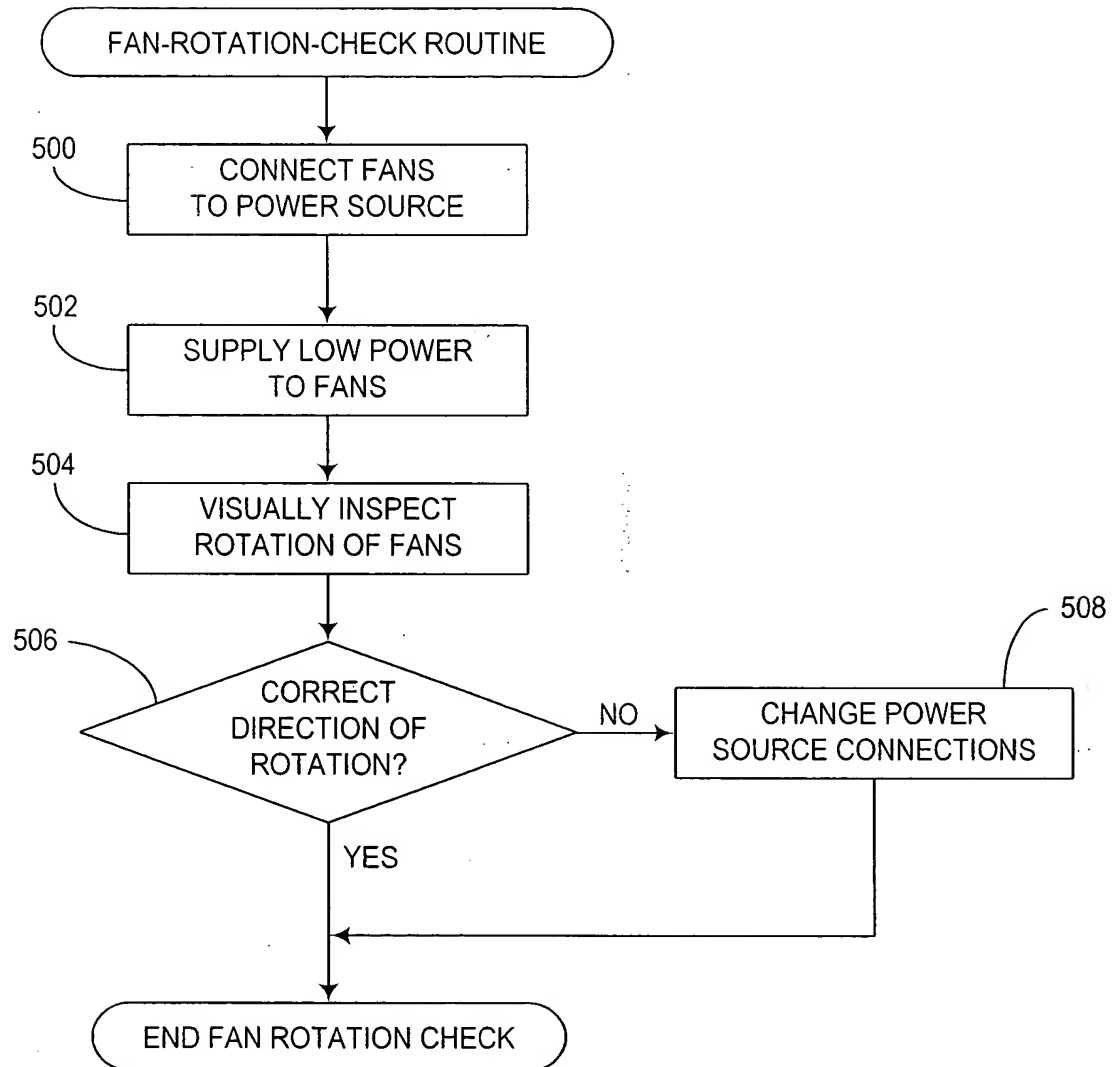 FAN-ROTATION-CHECK ROUTINE
500
CONNECT FANS
TO POWER SOURCE
502
SUPPLY LOW POWER
TO FANS
504
VISUALLY INSPECT
ROTATION OF FANS
506
CORRECT
DIRECTION OF
ROTATION?
NO
508
CHANGE POWER
SOURCE CONNECTIONS
YES
END FAN ROTATION CHECK